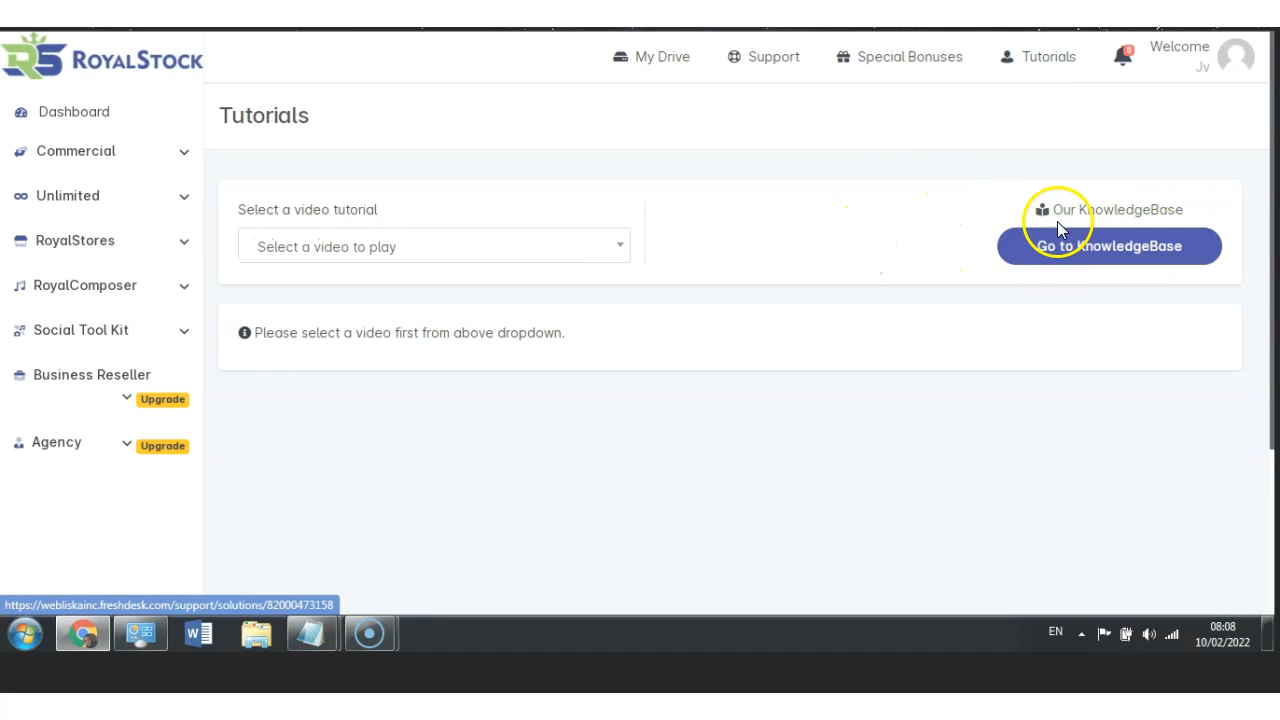 RS ROYALSTOCK
My Drive
Support
Special Bonuses
Tutorials
0
Welcome
Jv
Dashboard
Commercial
Unlimited
RoyalStores
RoyalComposer
Social Tool Kit
Business Reseller
Upgrade
Agency
Upgrade
Tutorials
Select a video tutorial
Select a video to play
Our KnowledgeBase
Go to KnowledgeBase
Please select a video first from above dropdown.
https://webliskainc.freshdesk.com/support/solutions/82000473158
W
EN
08:08
10/02/2022